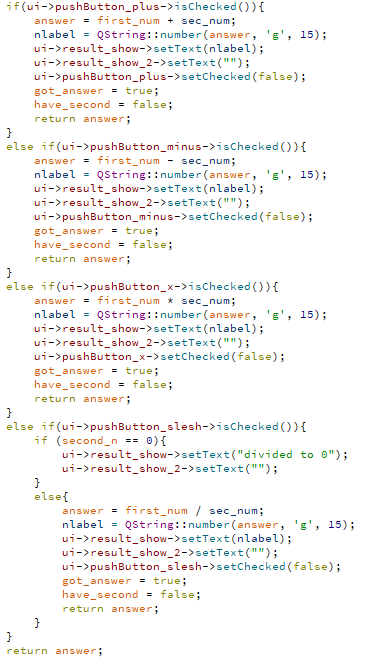 if(ui->pushButton_plus->isChecked()){
    answer = first_num + sec_num;
    nlabel = QString::number(answer, 'g', 15);
    ui->result_show->setText(nlabel);
    ui->result_show_2->setText("");
    ui->pushButton_plus->setChecked(false);
    got_answer = true;
    have_second = false;
    return answer;
}
else if(ui->pushButton_minus->isChecked()){
    answer = first_num - sec_num;
    nlabel = QString::number(answer, 'g', 15);
    ui->result_show->setText(nlabel);
    ui->result_show_2->setText("");
    ui->pushButton_minus->setChecked(false);
    got_answer = true;
    have_second = false;
    return answer;
}
else if(ui->pushButton_x->isChecked()){
    answer = first_num * sec_num;
    nlabel = QString::number(answer, 'g', 15);
    ui->result_show->setText(nlabel);
    ui->result_show_2->setText("");
    ui->pushButton_x->setChecked(false);
    got_answer = true;
    have_second = false;
    return answer;
}
else if(ui->pushButton_slesh->isChecked()){
    if (second_n == 0){
        ui->result_show->setText("divided to 0");
        ui->result_show_2->setText("");
    }
    else{
        answer = first_num / sec_num;
        nlabel = QString::number(answer, 'g', 15);
        ui->result_show->setText(nlabel);
        ui->result_show_2->setText("");
        ui->pushButton_slesh->setChecked(false);
        got_answer = true;
        have_second = false;
        return answer;
    }
}
return answer;